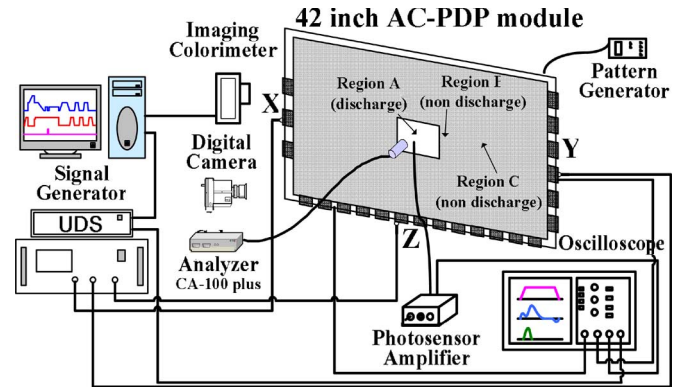 42 inch AC-PDP module
Imaging
Colorimeter
Pattern
Generator
Region A
(discharge)
Region B
(non discharge)
X
Y
Digital
Camera
Signal
Generator
Region C
(non discharge)
UDS
Z
Oscilloscope
Analyzer
CA-100 plus
Photosensor
Amplifier